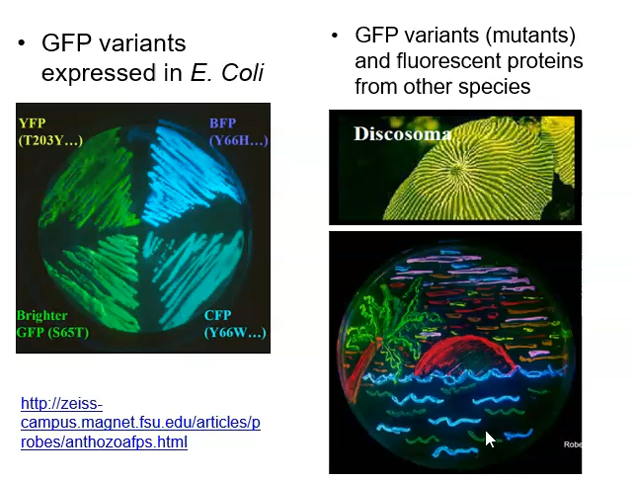 • GFP variants
expressed in E. Coli
YFP
(T203Y...)
BFP
(Y66H...)
Brighter
GFP (S65T)
CFP
(Y66W...)
http://zeiss-
campus.magnet.fsu.edu/articles/p
robes/anthozoafps.html
• GFP variants (mutants)
and fluorescent proteins
from other species
Discosoma
Robe